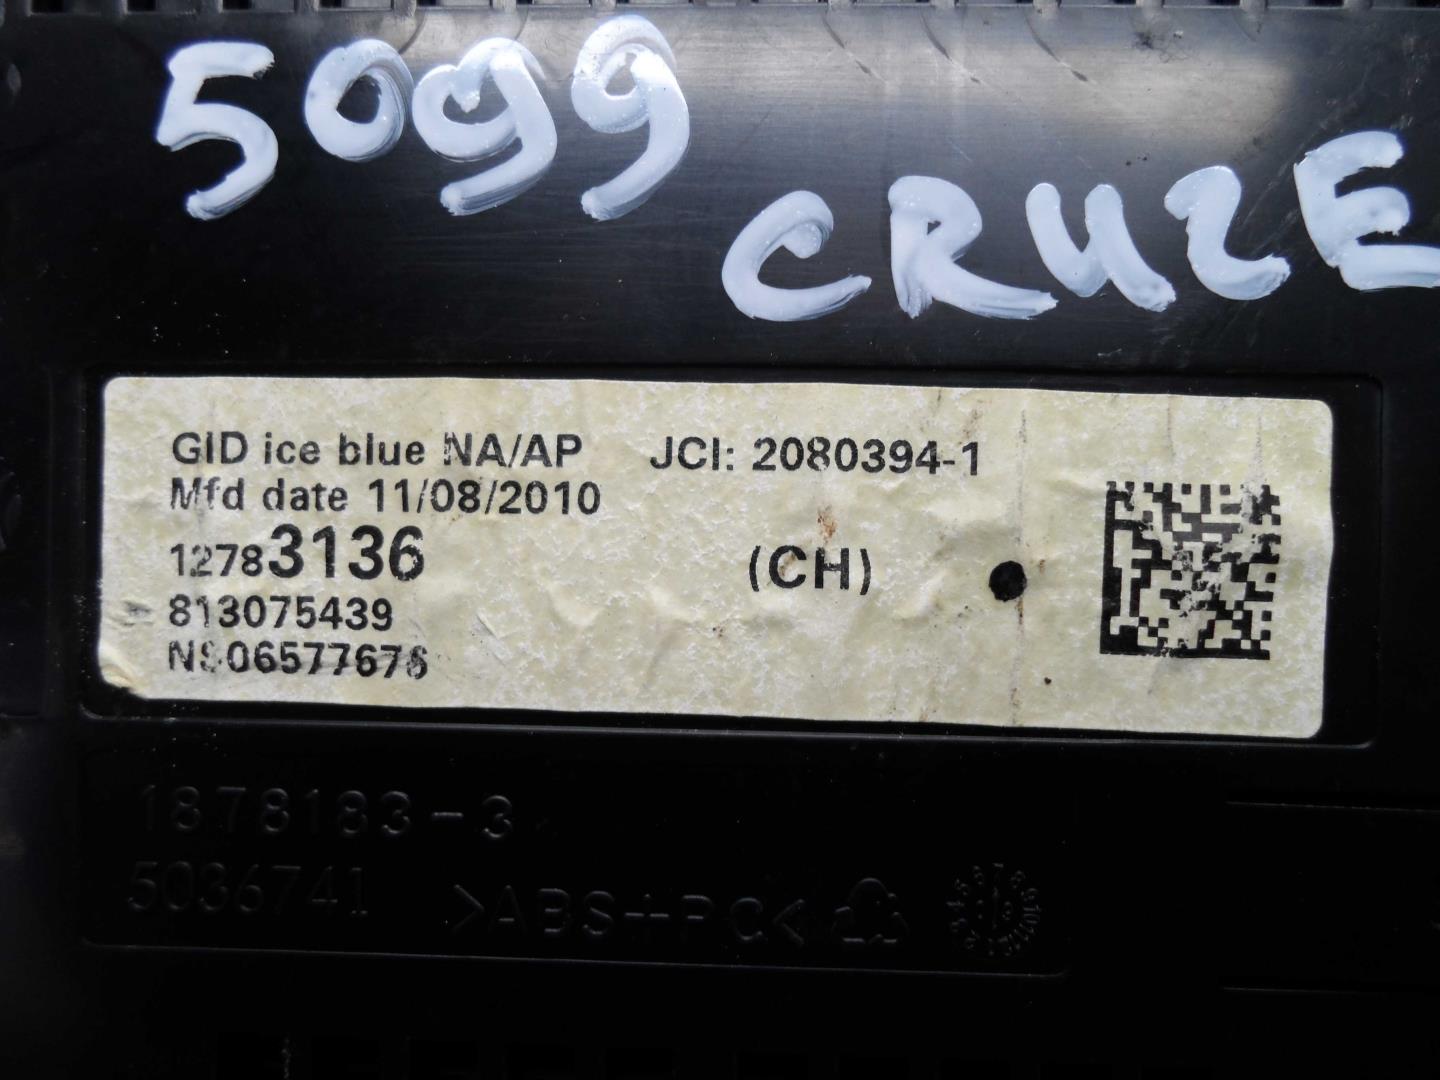 5099
CRUZE
GID ice blue NA/AP JCI: 2080394-1
Mfd date 11/08/2010
12783136 (CH)
813075439
NS06577676
1878183-3
5036741 >ABS+PC<